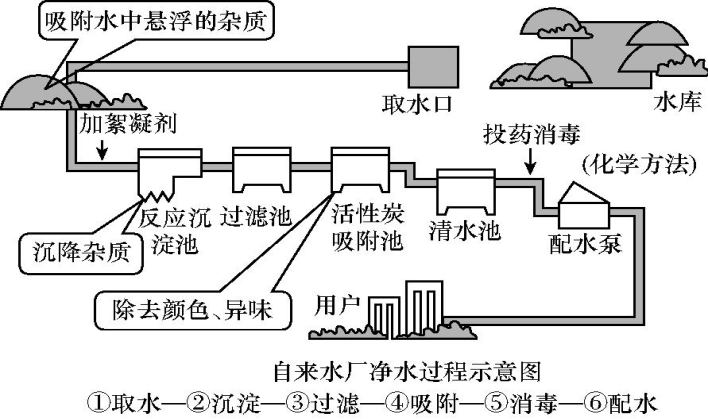 吸附水中悬浮的杂质
取水口
水库
加絮凝剂
投药消毒
(化学方法)
反应沉
淀池
过滤池
活性炭
吸附池
清水池
配水泵
沉降杂质
除去颜色、异味
用户
自来水厂净水过程示意图
①取水—②沉淀—③过滤—④吸附—⑤消毒—⑥配水